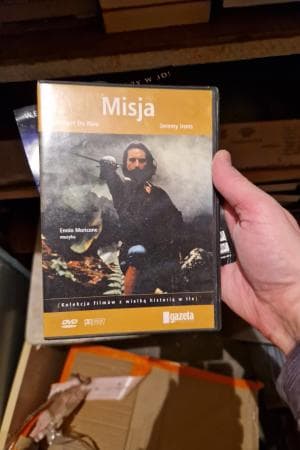 Misja
Robert De Niro
Jeremy Irons
Ennio Morricone
muzyka
[Kolekcja filmów z wielką historią w tle]
DVD
gazeta